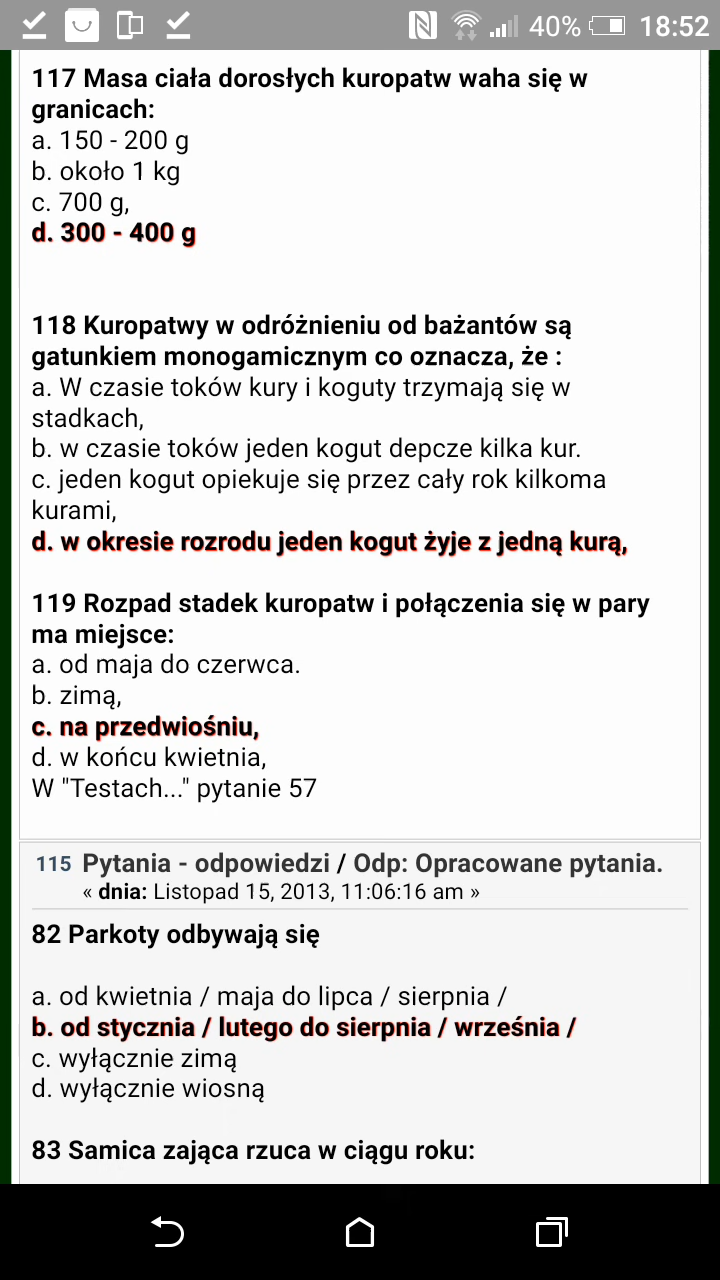 40% 18:52
117 Masa ciała dorosłych kuropatw waha się w
granicach:
a. 150 - 200 g
b. około 1 kg
c. 700 g,
d. 300 - 400 g
118 Kuropatwy w odróżnieniu od bażantów są
gatunkiem monogamicznym co oznacza, że :
a. W czasie toków kury i koguty trzymają się w
stadkach,
b. w czasie toków jeden kogut depcze kilka kur.
c. jeden kogut opiekuje się przez cały rok kilkoma
kurami,
d. w okresie rozrodu jeden kogut żyje z jedną kurą,
119 Rozpad stadek kuropatw i połączenia się w pary
ma miejsce:
a. od maja do czerwca.
b. zimą,
c. na przedwiośniu,
d. w końcu kwietnia,
W "Testach..." pytanie 57
115 Pytania - odpowiedzi / Odp: Opracowane pytania.
« dnia: Listopad 15, 2013, 11:06:16 am »
82 Parkoty odbywają się
a. od kwietnia / maja do lipca / sierpnia /
b. od stycznia / lutego do sierpnia / września /
c. wyłącznie zimą
d. wyłącznie wiosną
83 Samica zająca rzuca w ciągu roku: